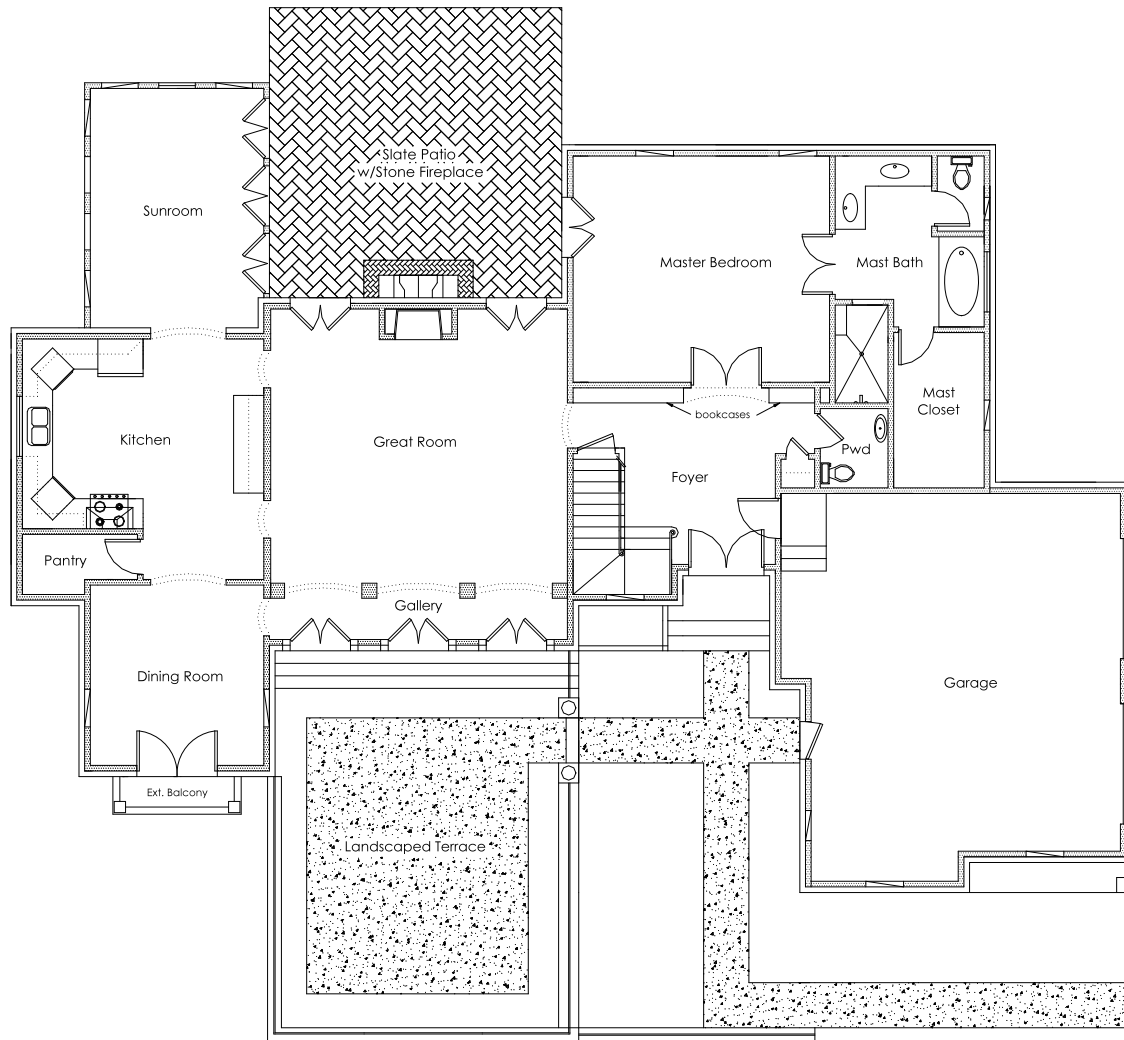 Slate Patio
w/Stone Fireplace
Sunroom
Master Bedroom
Mast Bath
Mast
Closet
bookcases
Kitchen
Great Room
Pwd
Foyer
Pantry
Gallery
Dining Room
Garage
Ext. Balcony
Landscaped Terrace